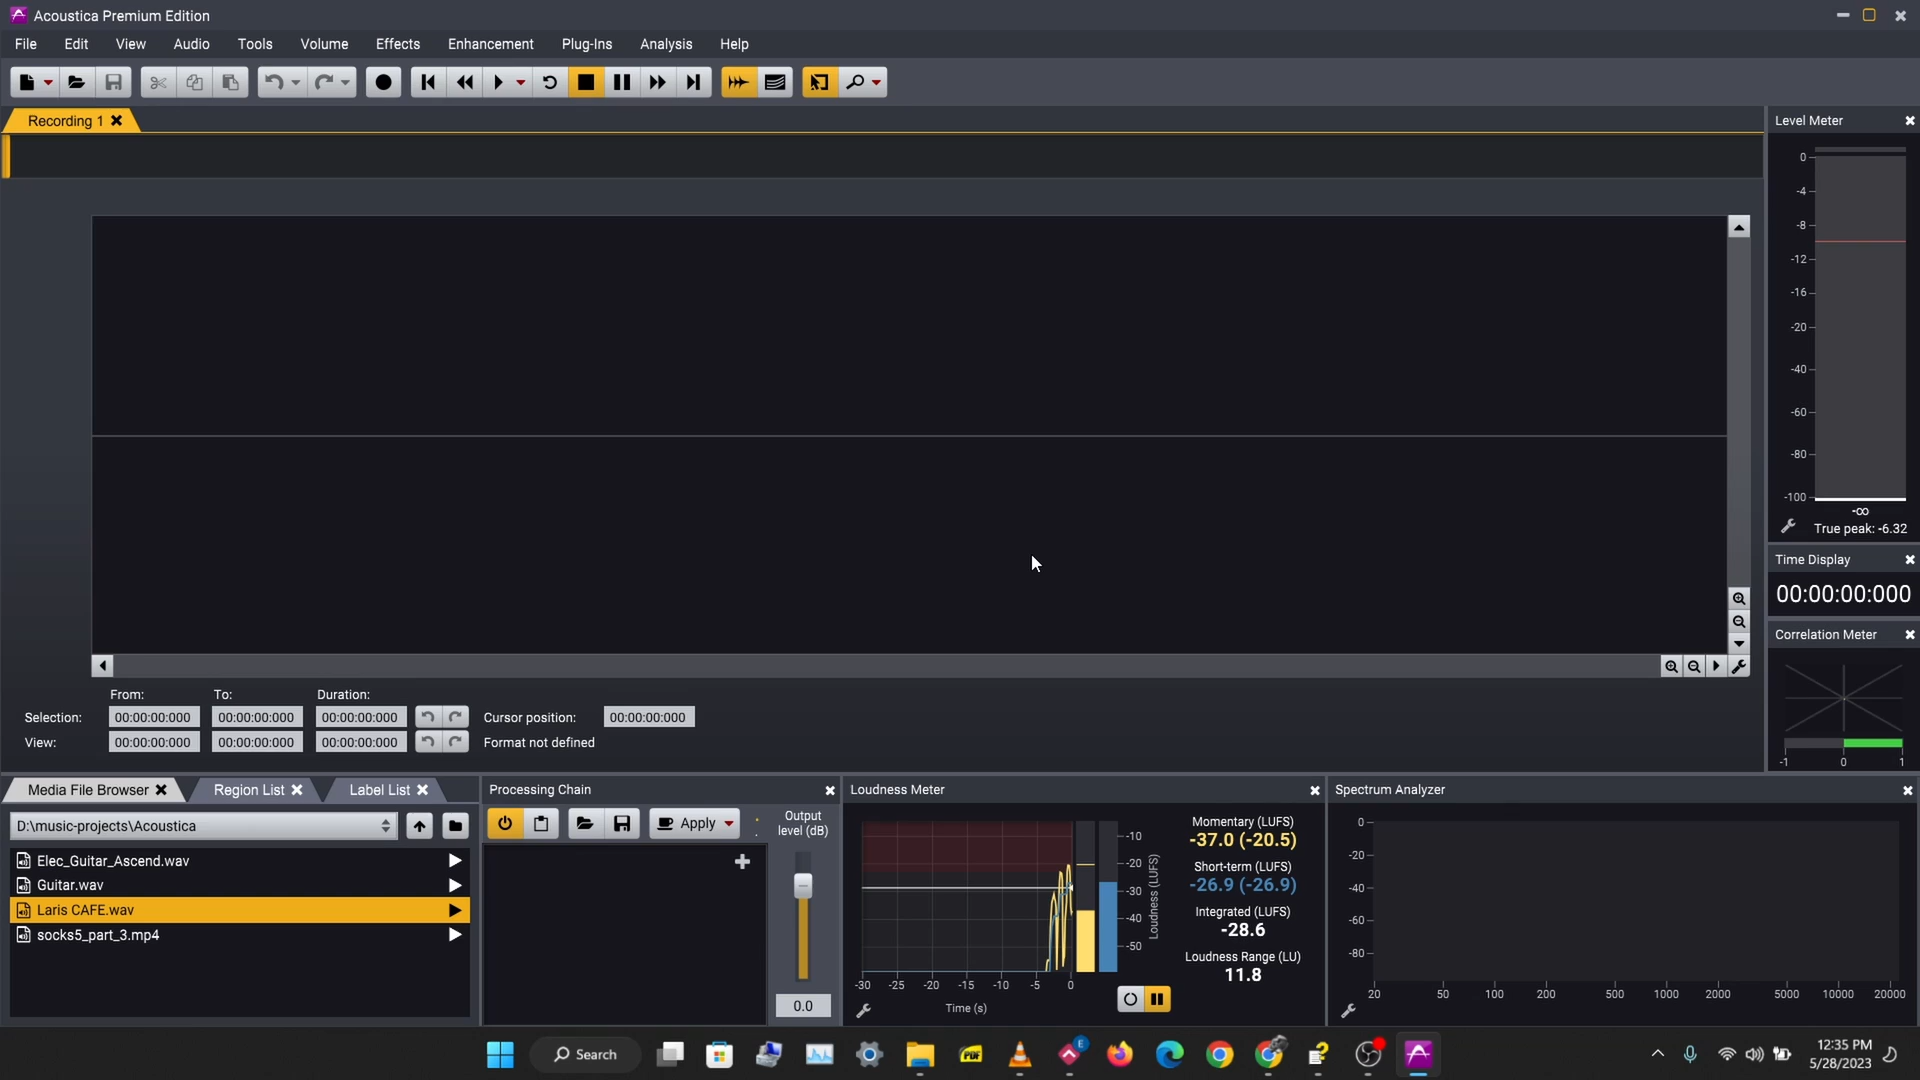 Acoustica Premium Edition
File Edit View Audio Tools Volume Effects Enhancement Plug-Ins Analysis Help
Recording 1
Level Meter
0
-4
-8
-12
-16
-20
-40
-60
-80
-100
-∞
True peak: -6.32
Time Display
00:00:00:000
Correlation Meter
-1 0 1
From: To: Duration:
Selection: 00:00:00:000 00:00:00:000 00:00:00:000 Cursor position: 00:00:00:000
View: 00:00:00:000 00:00:00:000 00:00:00:000 Format not defined
Media File Browser Region List Label List
D:\music-projects\Acoustica
Elec_Guitar_Ascend.wav
Guitar.wav
Laris CAFE.wav
socks5_part_3.mp4
Processing Chain
Apply
Output
level (dB)
0.0
Loudness Meter
-10
-20
-30
-40
-50
Loudness (LUFS)
-30 -25 -20 -15 -10 -5 0
Time (s)
Momentary (LUFS)
-37.0 (-20.5)
Short-term (LUFS)
-26.9 (-26.9)
Integrated (LUFS)
-28.6
Loudness Range (LU)
11.8
Spectrum Analyzer
0
-20
-40
-60
-80
20 50 100 200 500 1000 2000 5000 10000 20000
Search
PDF
E
12:35 PM
5/28/2023